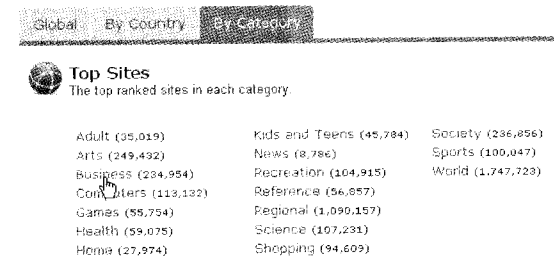 Global By Country By Category
Top Sites
The top ranked sites in each category.
Adult (35,019)
Arts (249,432)
Business (234,954)
Computers (113,132)
Games (55,754)
Health (59,075)
Home (27,974)
Kids and Teens (45,784)
News (8,786)
Recreation (104,915)
Reference (56,857)
Regional (1,090,157)
Science (107,231)
Shopping (94,609)
Society (236,856)
Sports (100,047)
World (1,747,723)